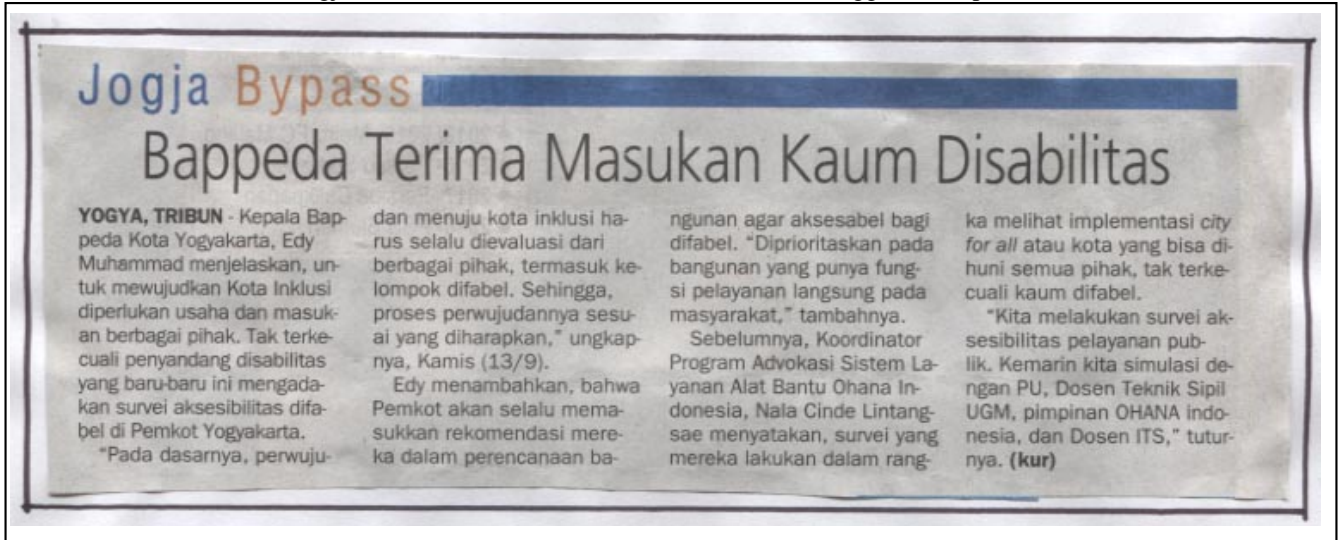 Jogja Bypass
Bappeda Terima Masukan Kaum Disabilitas
YOGYA, TRIBUN - Kepala Bap-
peda Kota Yogyakarta, Edy
Muhammad menjelaskan, un-
tuk mewujudkan Kota Inklusi
diperlukan usaha dan masuk-
an berbagai pihak. Tak terke-
cuali penyandang disabilitas
yang baru-baru ini mengada-
kan survei aksesibilitas difa-
bel di Pemkot Yogyakarta.
"Pada dasarnya, perwuju-
dan menuju kota inklusi ha-
rus selalu dievaluasi dari
berbagai pihak, termasuk ke-
lompok difabel. Sehingga,
proses perwujudannya sesu-
ai yang diharapkan," ungkap-
nya, Kamis (13/9).
Edy menambahkan, bahwa
Pemkot akan selalu mema-
sukkan rekomendasi mere-
ka dalam perencanaan ba-
ngunan agar aksesabel bagi
difabel. "Diprioritaskan pada
bangunan yang punya fung-
si pelayanan langsung pada
masyarakat," tambahnya.
Sebelumnya, Koordinator
Program Advokasi Sistem La-
yanan Alat Bantu Ohana In-
donesia, Nala Cinde Lintang-
sae menyatakan, survei yang
mereka lakukan dalam rang-
ka melihat implementasi city
for all atau kota yang bisa di-
huni semua pihak, tak terke-
cuali kaum difabel.
"Kita melakukan survei ak-
sesibilitas pelayanan pub-
lik. Kemarin kita simulasi de-
ngan PU, Dosen Teknik Sipil
UGM, pimpinan OHANA indo-
nesia, dan Dosen ITS," tutur-
nya. (kur)